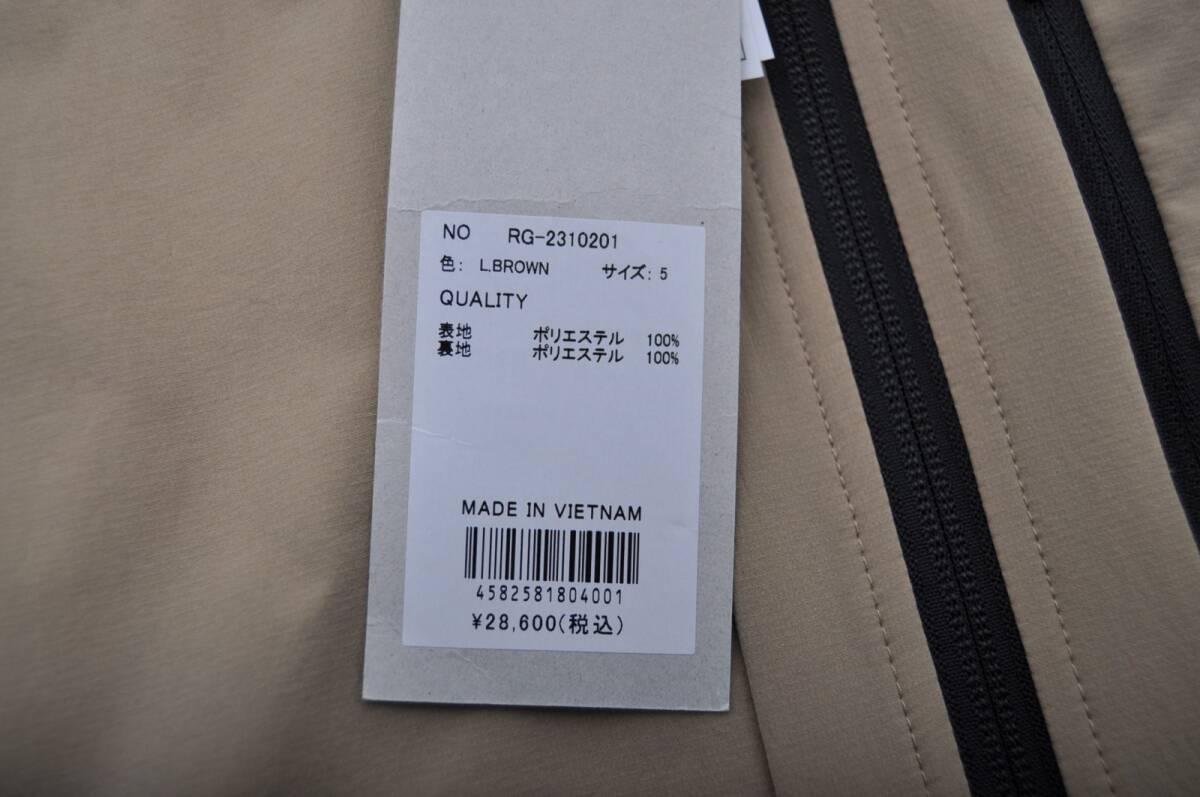 NO RG-2310201
色: L.BROWN サイズ: 5
QUALITY
表地 ポリエステル 100%
裏地 ポリエステル 100%
MADE IN VIETNAM
4582581804001
¥28,600(税込)